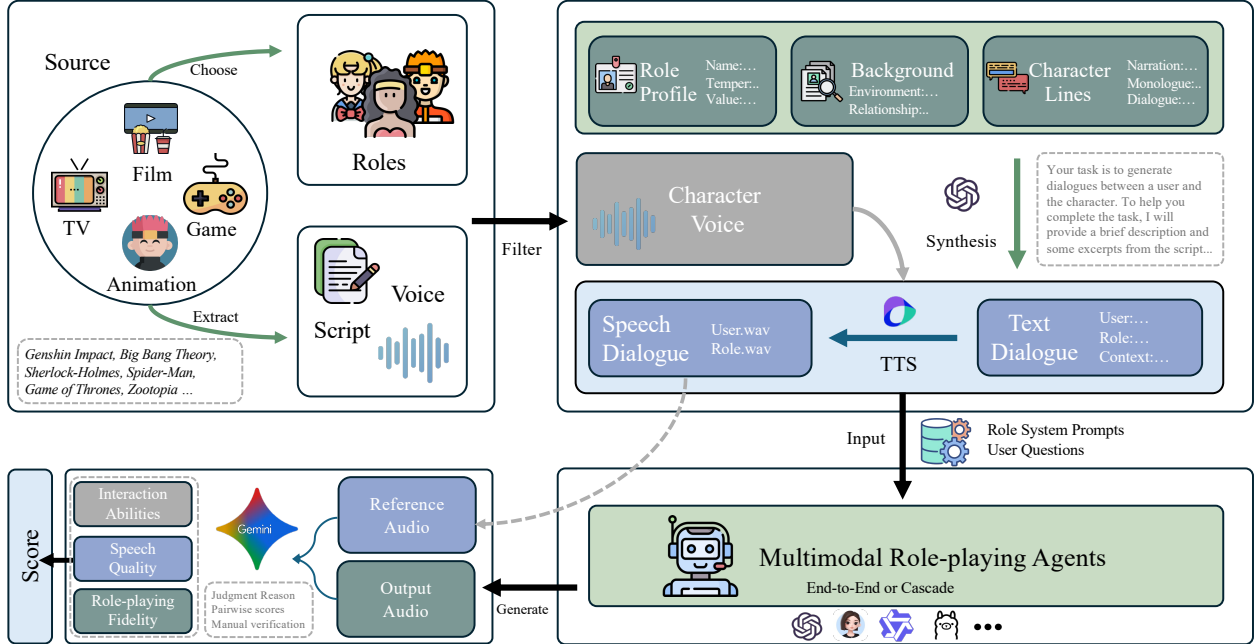 Source
Choose
Film
TV
Game
Animation
Extract
Genshin Impact, Big Bang Theory,
Sherlock-Holmes, Spider-Man,
Game of Thrones, Zootopia ...
Roles
Voice
Script
Filter
Role
Profile
Name:...
Temper:..
Value:...
Background
Environment:...
Relationship:..
Character
Lines
Narration:...
Monologue:..
Dialogue:...
Character
Voice
Synthesis
Your task is to generate
dialogues between a user and
the character. To help you
complete the task, I will
provide a brief description and
some excerpts from the script...
Speech
Dialogue
User.wav
Role.wav
TTS
Text
Dialogue
User:...
Role:...
Context:...
Input
Role System Prompts
User Questions
Multimodal Role-playing Agents
End-to-End or Cascade
Generate
Reference
Audio
Output
Audio
Gemini
Judgment Reason
Pairwise scores
Manual verification
Interaction
Abilities
Speech
Quality
Role-playing
Fidelity
Score